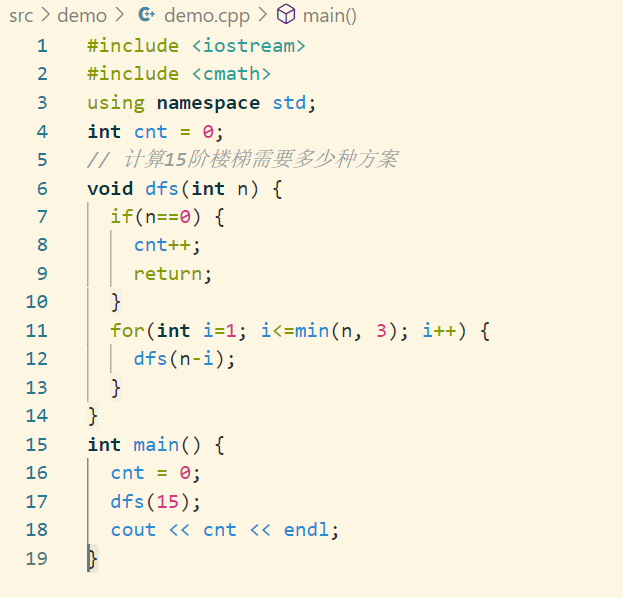 src > demo > demo.cpp > main()
1 #include <iostream>
2 #include <cmath>
3 using namespace std;
4 int cnt = 0;
5 // 计算15阶楼梯需要多少种方案
6 void dfs(int n) {
7 if(n==0) {
8 cnt++;
9 return;
10 }
11 for(int i=1; i<=min(n, 3); i++) {
12 dfs(n-i);
13 }
14 }
15 int main() {
16 cnt = 0;
17 dfs(15);
18 cout << cnt << endl;
19 }